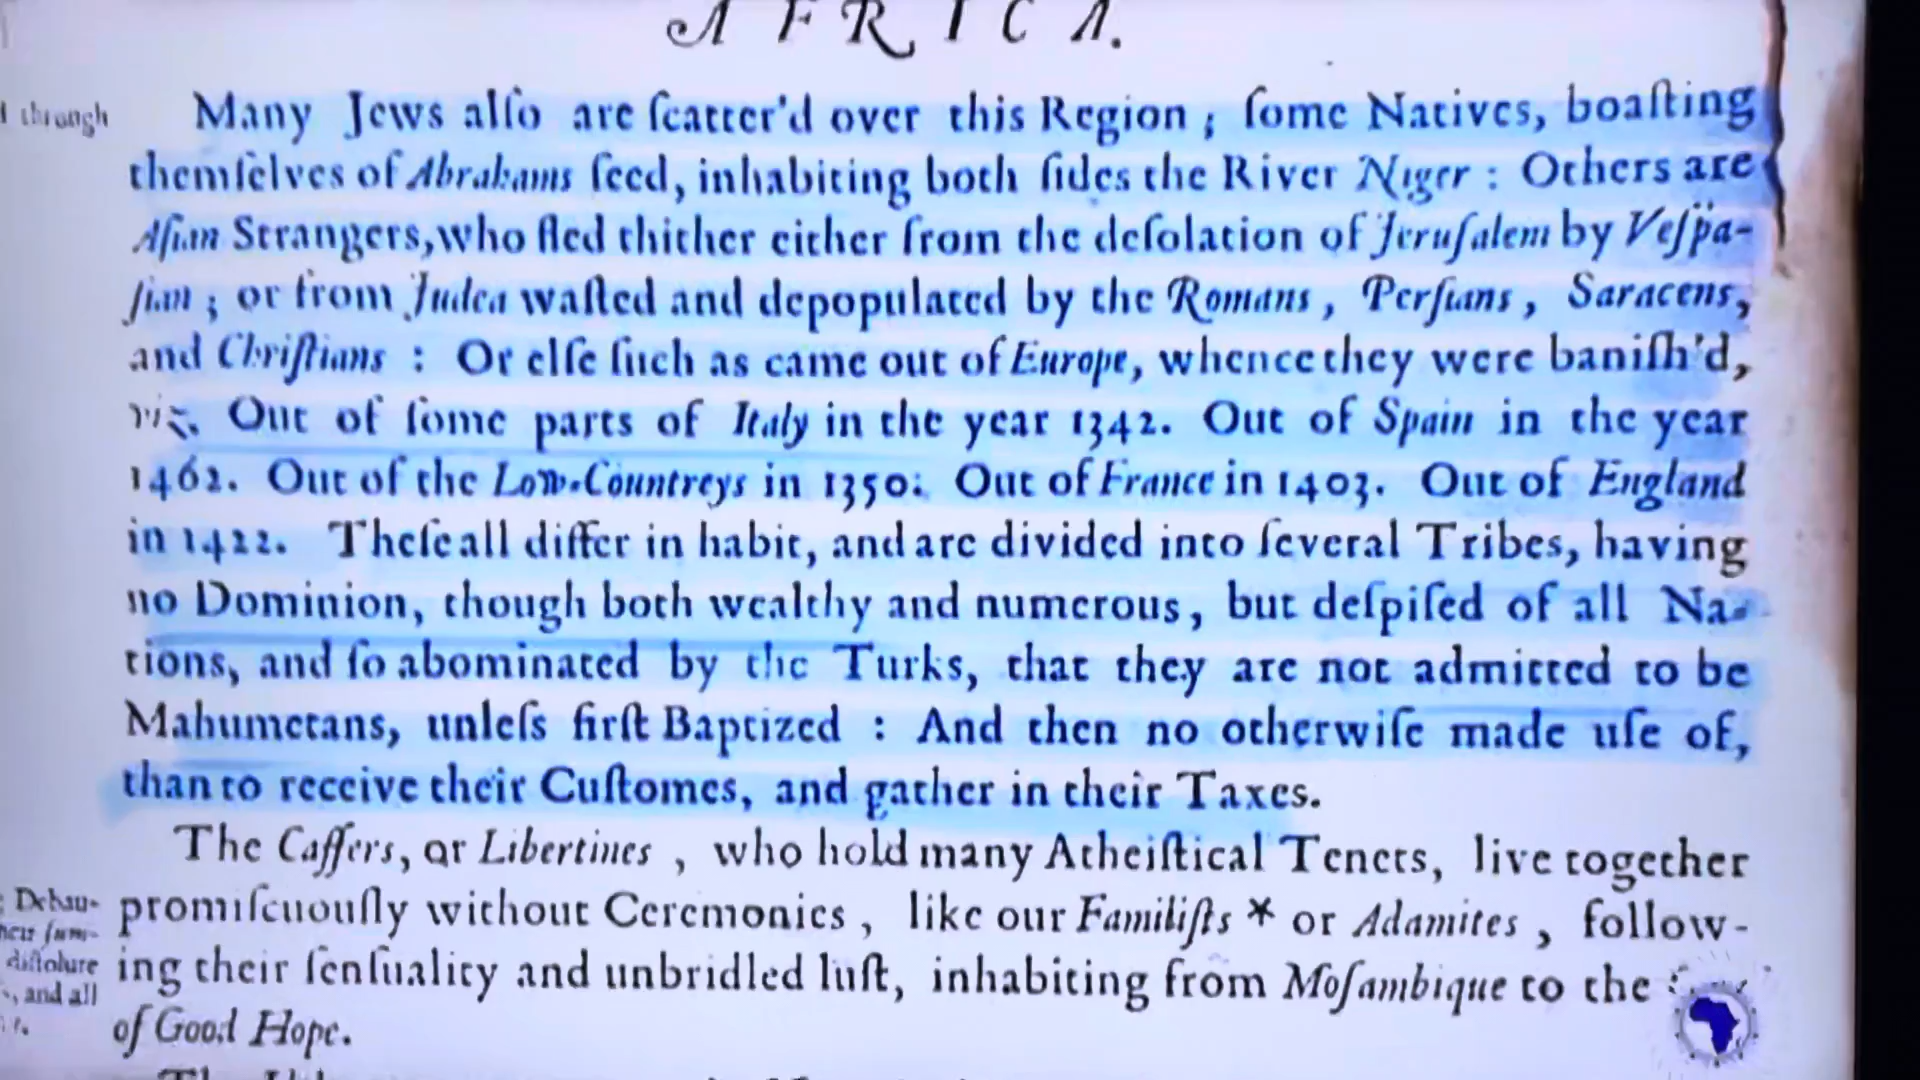 AFRICA.
through
Many Jews alſo are ſcatter'd over this Region ; ſome Natives, boaſting
themſelves of Abrahams ſeed, inhabiting both ſides the River Niger : Others are
Aſian Strangers, who fled thither either from the deſolation of Jeruſalem by Veſpa-
ſian ; or from Judea waſted and depopulated by the Romans, Perſians, Saracens,
and Chriſtians : Or elſe ſuch as came out of Europe, whence they were baniſh'd,
viz. Out of ſome parts of Italy in the year 1342. Out of Spain in the year
1462. Out of the Low-Countreys in 1350. Out of France in 1403. Out of England
in 1422. Theſe all differ in habit, and are divided into ſeveral Tribes, having
no Dominion, though both wealthy and numerous, but deſpiſed of all Na-
tions, and ſo abominated by the Turks, that they are not admitted to be
Mahumetans, unleſs firſt Baptized : And then no otherwiſe made uſe of,
than to receive their Cuſtomes, and gather in their Taxes.
The Caffers, or Libertines, who hold many Atheiſtical Tenets, live together
Debau-
promiſcuouſly without Ceremonies, like our Familiſts * or Adamites, follow-
ing their ſenſuality and unbridled luſt, inhabiting from Moſambique to the
, and all
of Good Hope.